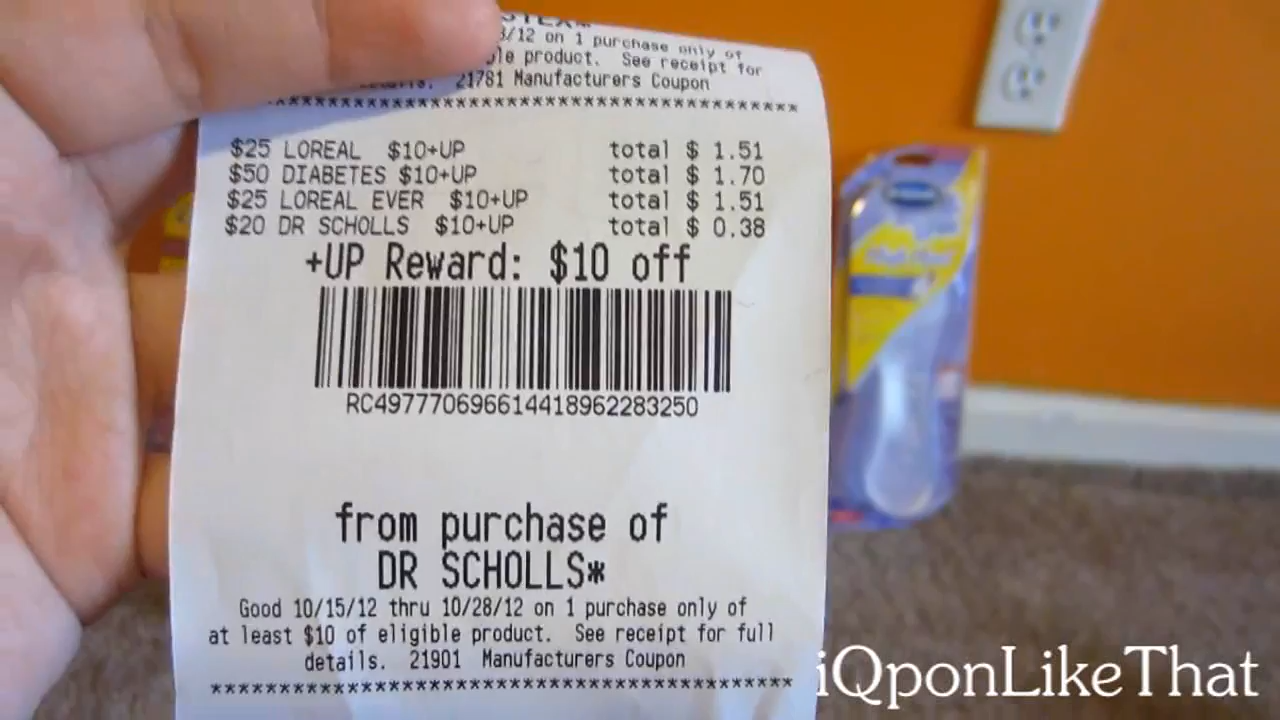 8/12 on 1 purchase only of
product. See receipt for
21781 Manufacturers Coupon
************************************************
$25 LOREAL $10+UP total $ 1.51
$50 DIABETES $10+UP total $ 1.70
$25 LOREAL EVER $10+UP total $ 1.51
$20 DR SCHOLLS $10+UP total $ 0.38
+UP Reward: $10 off
RC497770696614418962283250
from purchase of
DR SCHOLLS*
Good 10/15/12 thru 10/28/12 on 1 purchase only of
at least $10 of eligible product. See receipt for full
details. 21901 Manufacturers Coupon
************************************************
iQponLikeThat